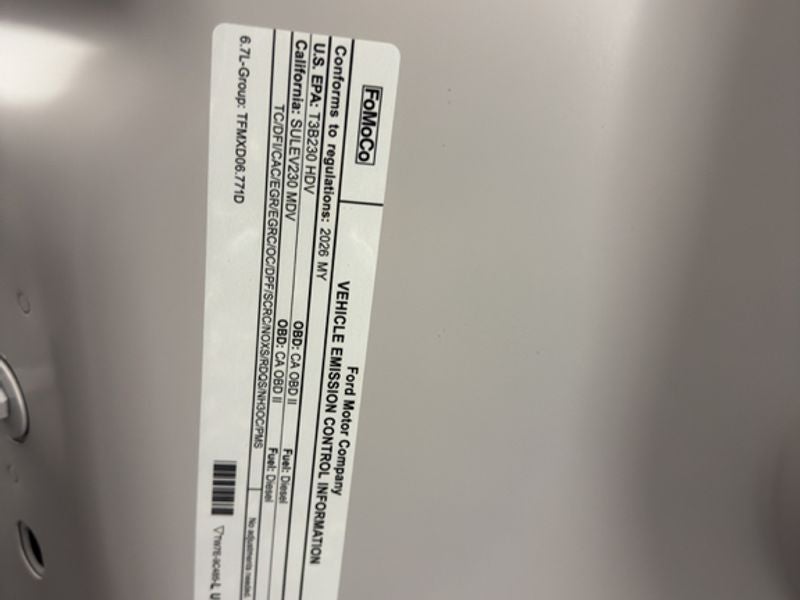 FoMoCo
Ford Motor Company
VEHICLE EMISSION CONTROL INFORMATION
Conforms to regulations: 2026 MY
U.S. EPA: T3B230 HDV OBD: CA OBD II Fuel: Diesel
California: SULEV230 MDV OBD: CA OBD II Fuel: Diesel
TC/DFI/CAC/EGR/EGRC/OC/DPF/SCRC/NOXS/RDQS/NH3OC/PMS
No adjustments needed.
6.7L-Group: TFMXD06.771D